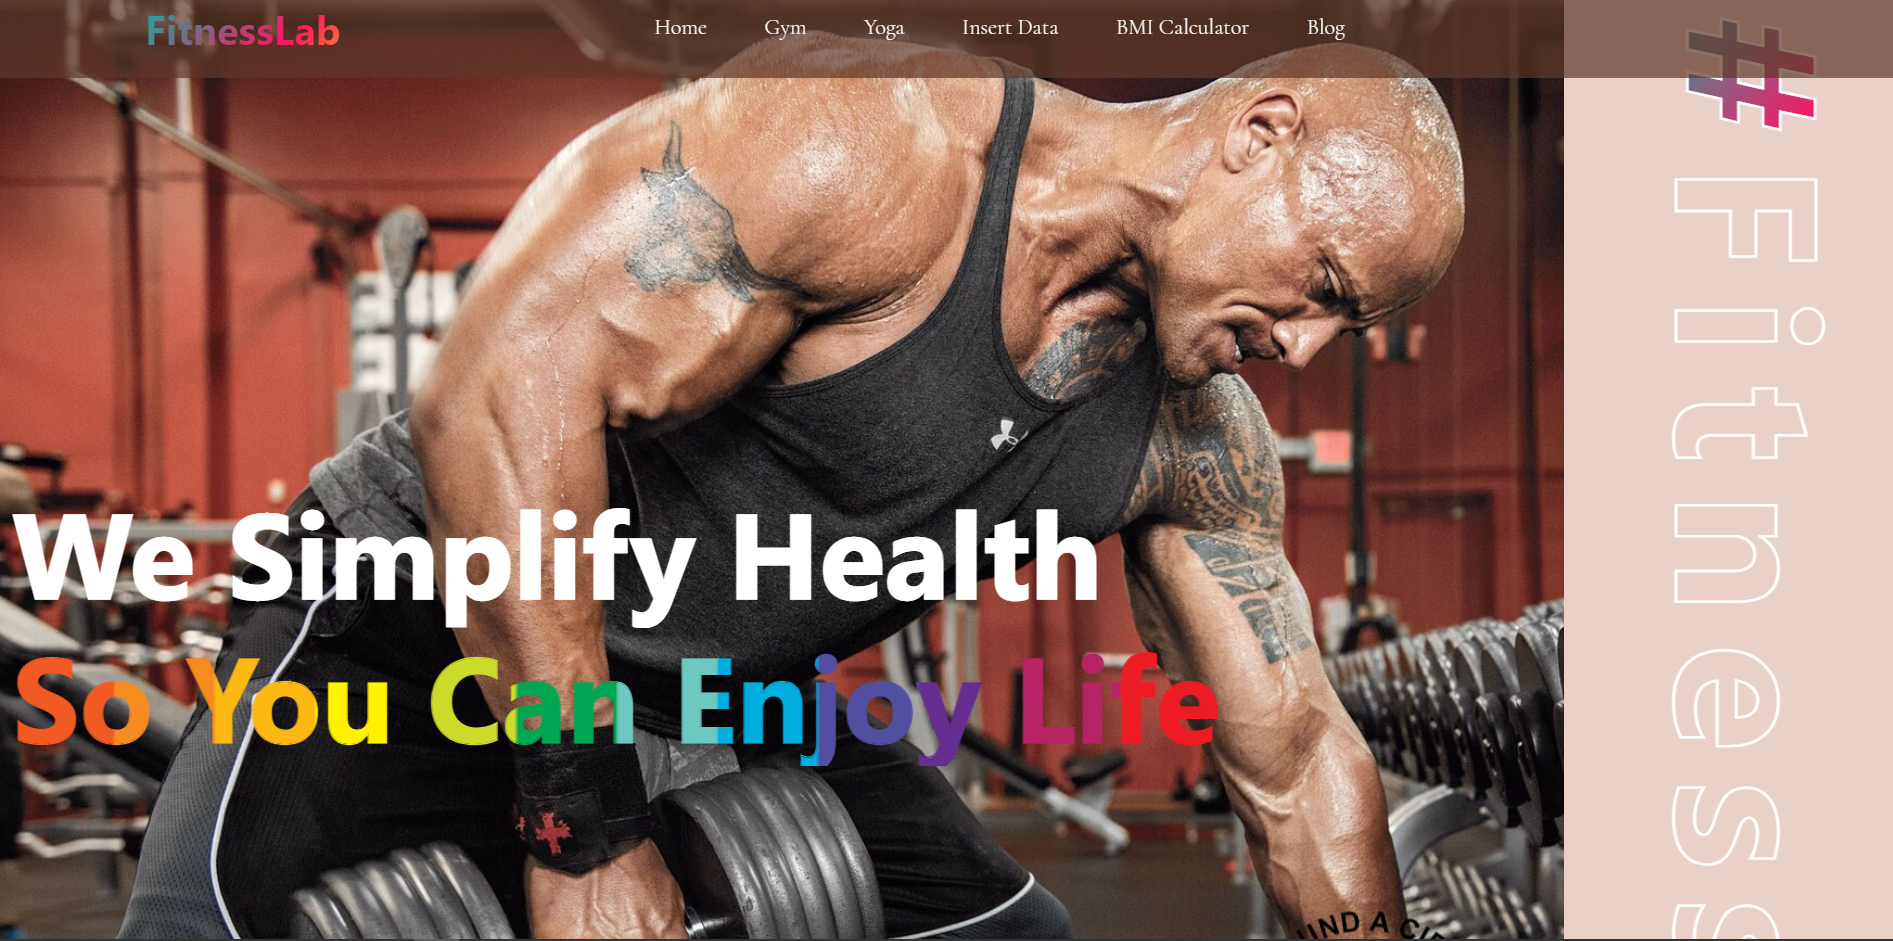 FitnessLab
Home Gym Yoga Insert Data BMI Calculator Blog
We Simplify Health
So You Can Enjoy Life
#Fitness